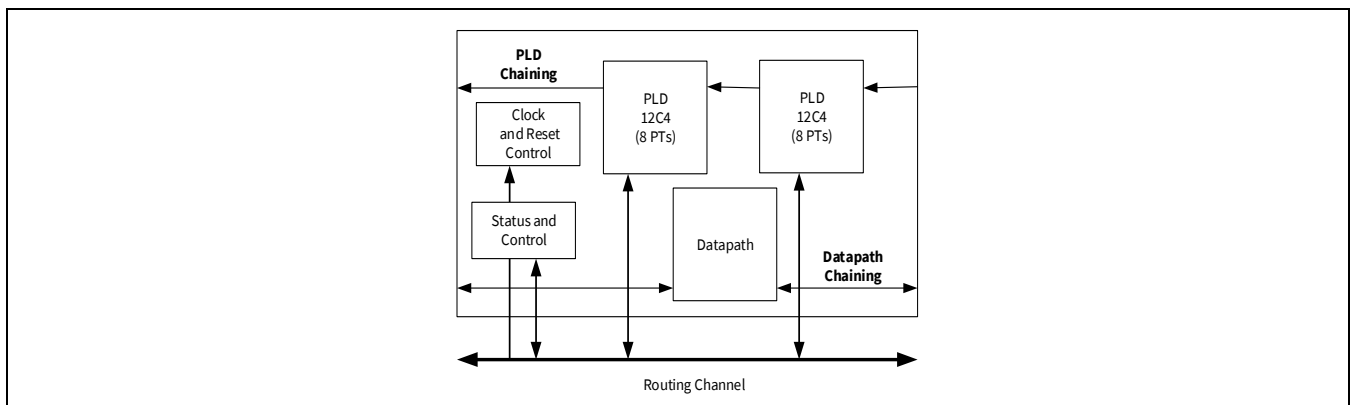 PLD
Chaining
PLD
12C4
(8 PTs)
PLD
12C4
(8 PTs)
Clock
and Reset
Control
Status and
Control
Datapath
Datapath
Chaining
Routing Channel